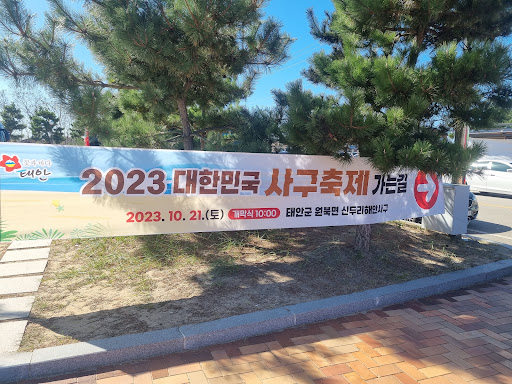 태안
2023 대한민국 사구축제 가는길
2023. 10. 21.(토) 개막식 10:00 태안군 원북면 신두리해안사구